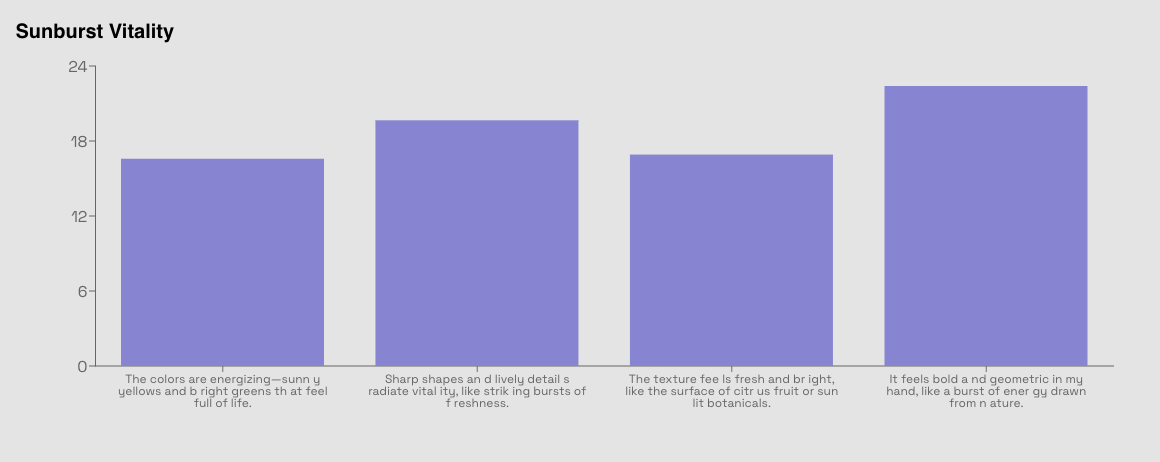 Sunburst Vitality
24
18
12
6
0
The colors are energizing—sunn y
yellows and b right greens th at feel
full of life.
Sharp shapes an d lively detail s
radiate vital ity, like strik ing bursts of
f reshness.
The texture fee ls fresh and br ight,
like the surface of citr us fruit or sun
lit botanicals.
It feels bold a nd geometric in my
hand, like a burst of ener gy drawn
from n ature.